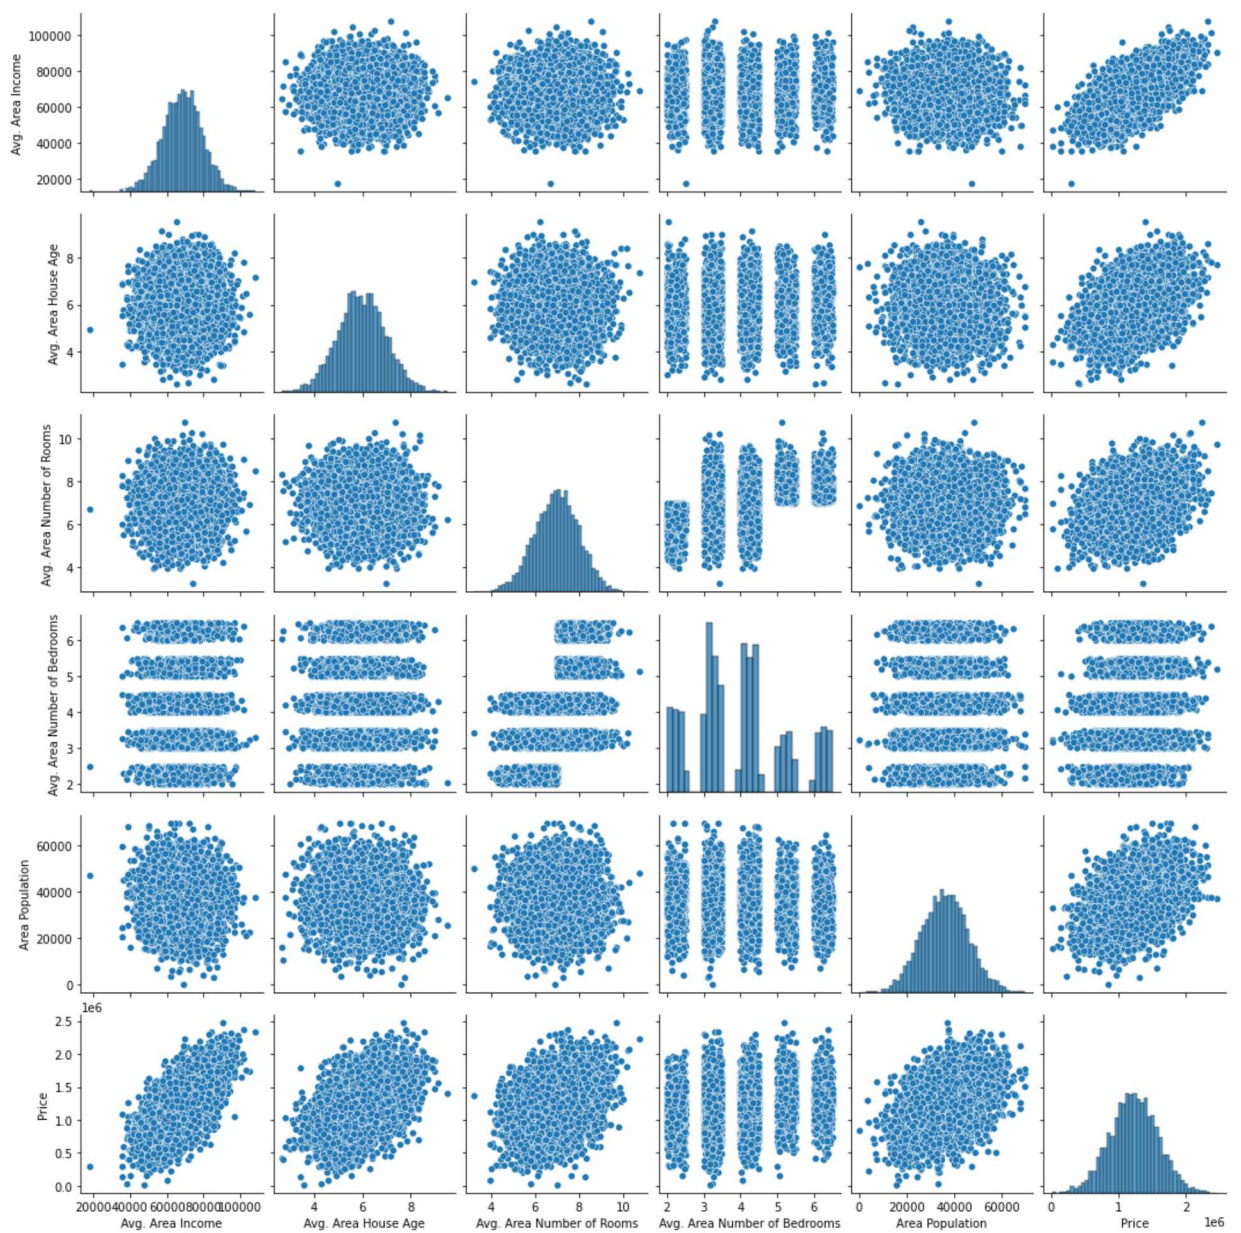 100000
80000
60000
40000
20000
Avg. Area Income
8
6
4
Avg. Area House Age
10
8
6
4
Avg. Area Number of Rooms
6
5
4
3
2
Avg. Area Number of Bedrooms
60000
40000
20000
0
Area Population
1e6
2.5
2.0
1.5
1.0
0.5
0.0
Price
20000 40000 60000 80000 100000
4 6 8
4 6 8 10
2 3 4 5 6
0 20000 40000 60000
0 1 2
1e6
Avg. Area Income
Avg. Area House Age
Avg. Area Number of Rooms
Avg. Area Number of Bedrooms
Area Population
Price